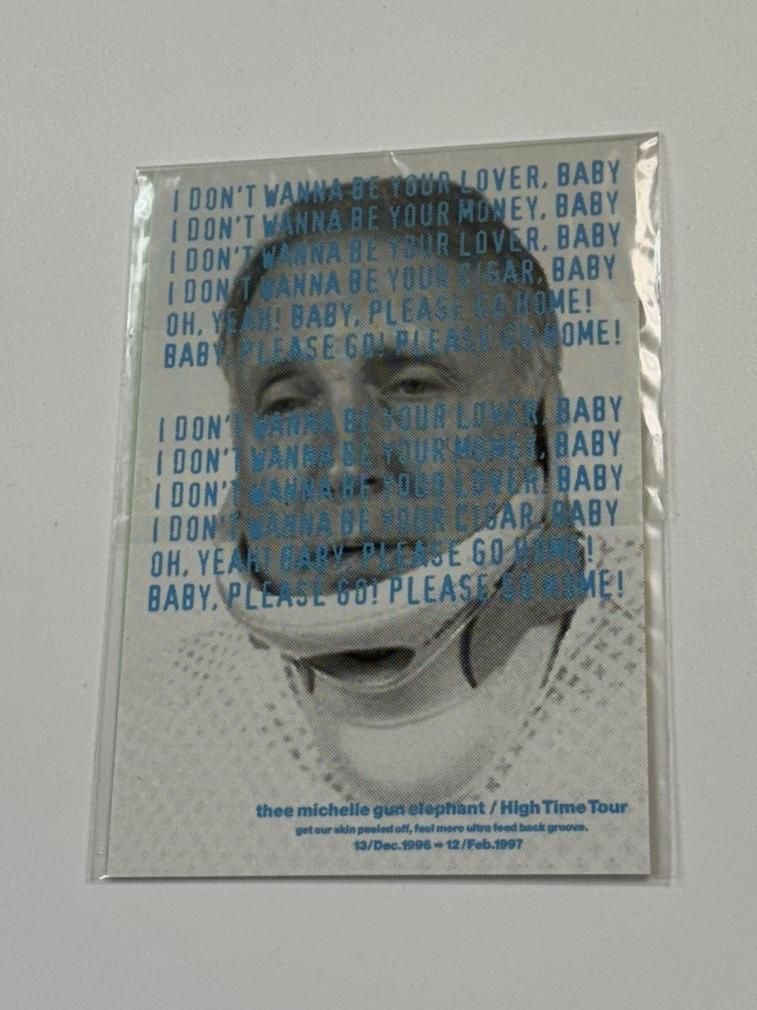 I DON'T WANNA BE YOUR LOVER, BABY
I DON'T WANNA BE YOUR MONEY, BABY
I DON'T WANNA BE YOUR LOVER, BABY
I DON'T WANNA BE YOUR CIGAR, BABY
OH, YEAH! BABY, PLEASE GO HOME!
BABY, PLEASE GO! PLEASE GO HOME!
I DON'T WANNA BE YOUR LOVER, BABY
I DON'T WANNA BE YOUR MONEY, BABY
I DON'T WANNA BE YOUR LOVER, BABY
I DON'T WANNA BE YOUR CIGAR, BABY
OH, YEAH! BABY, PLEASE GO HOME!
BABY, PLEASE GO! PLEASE GO HOME!
thee michelle gun elephant / High Time Tour
get our skin peeled off, feel more ultra feed back groove.
13/Dec.1996 ➡ 12/Feb.1997